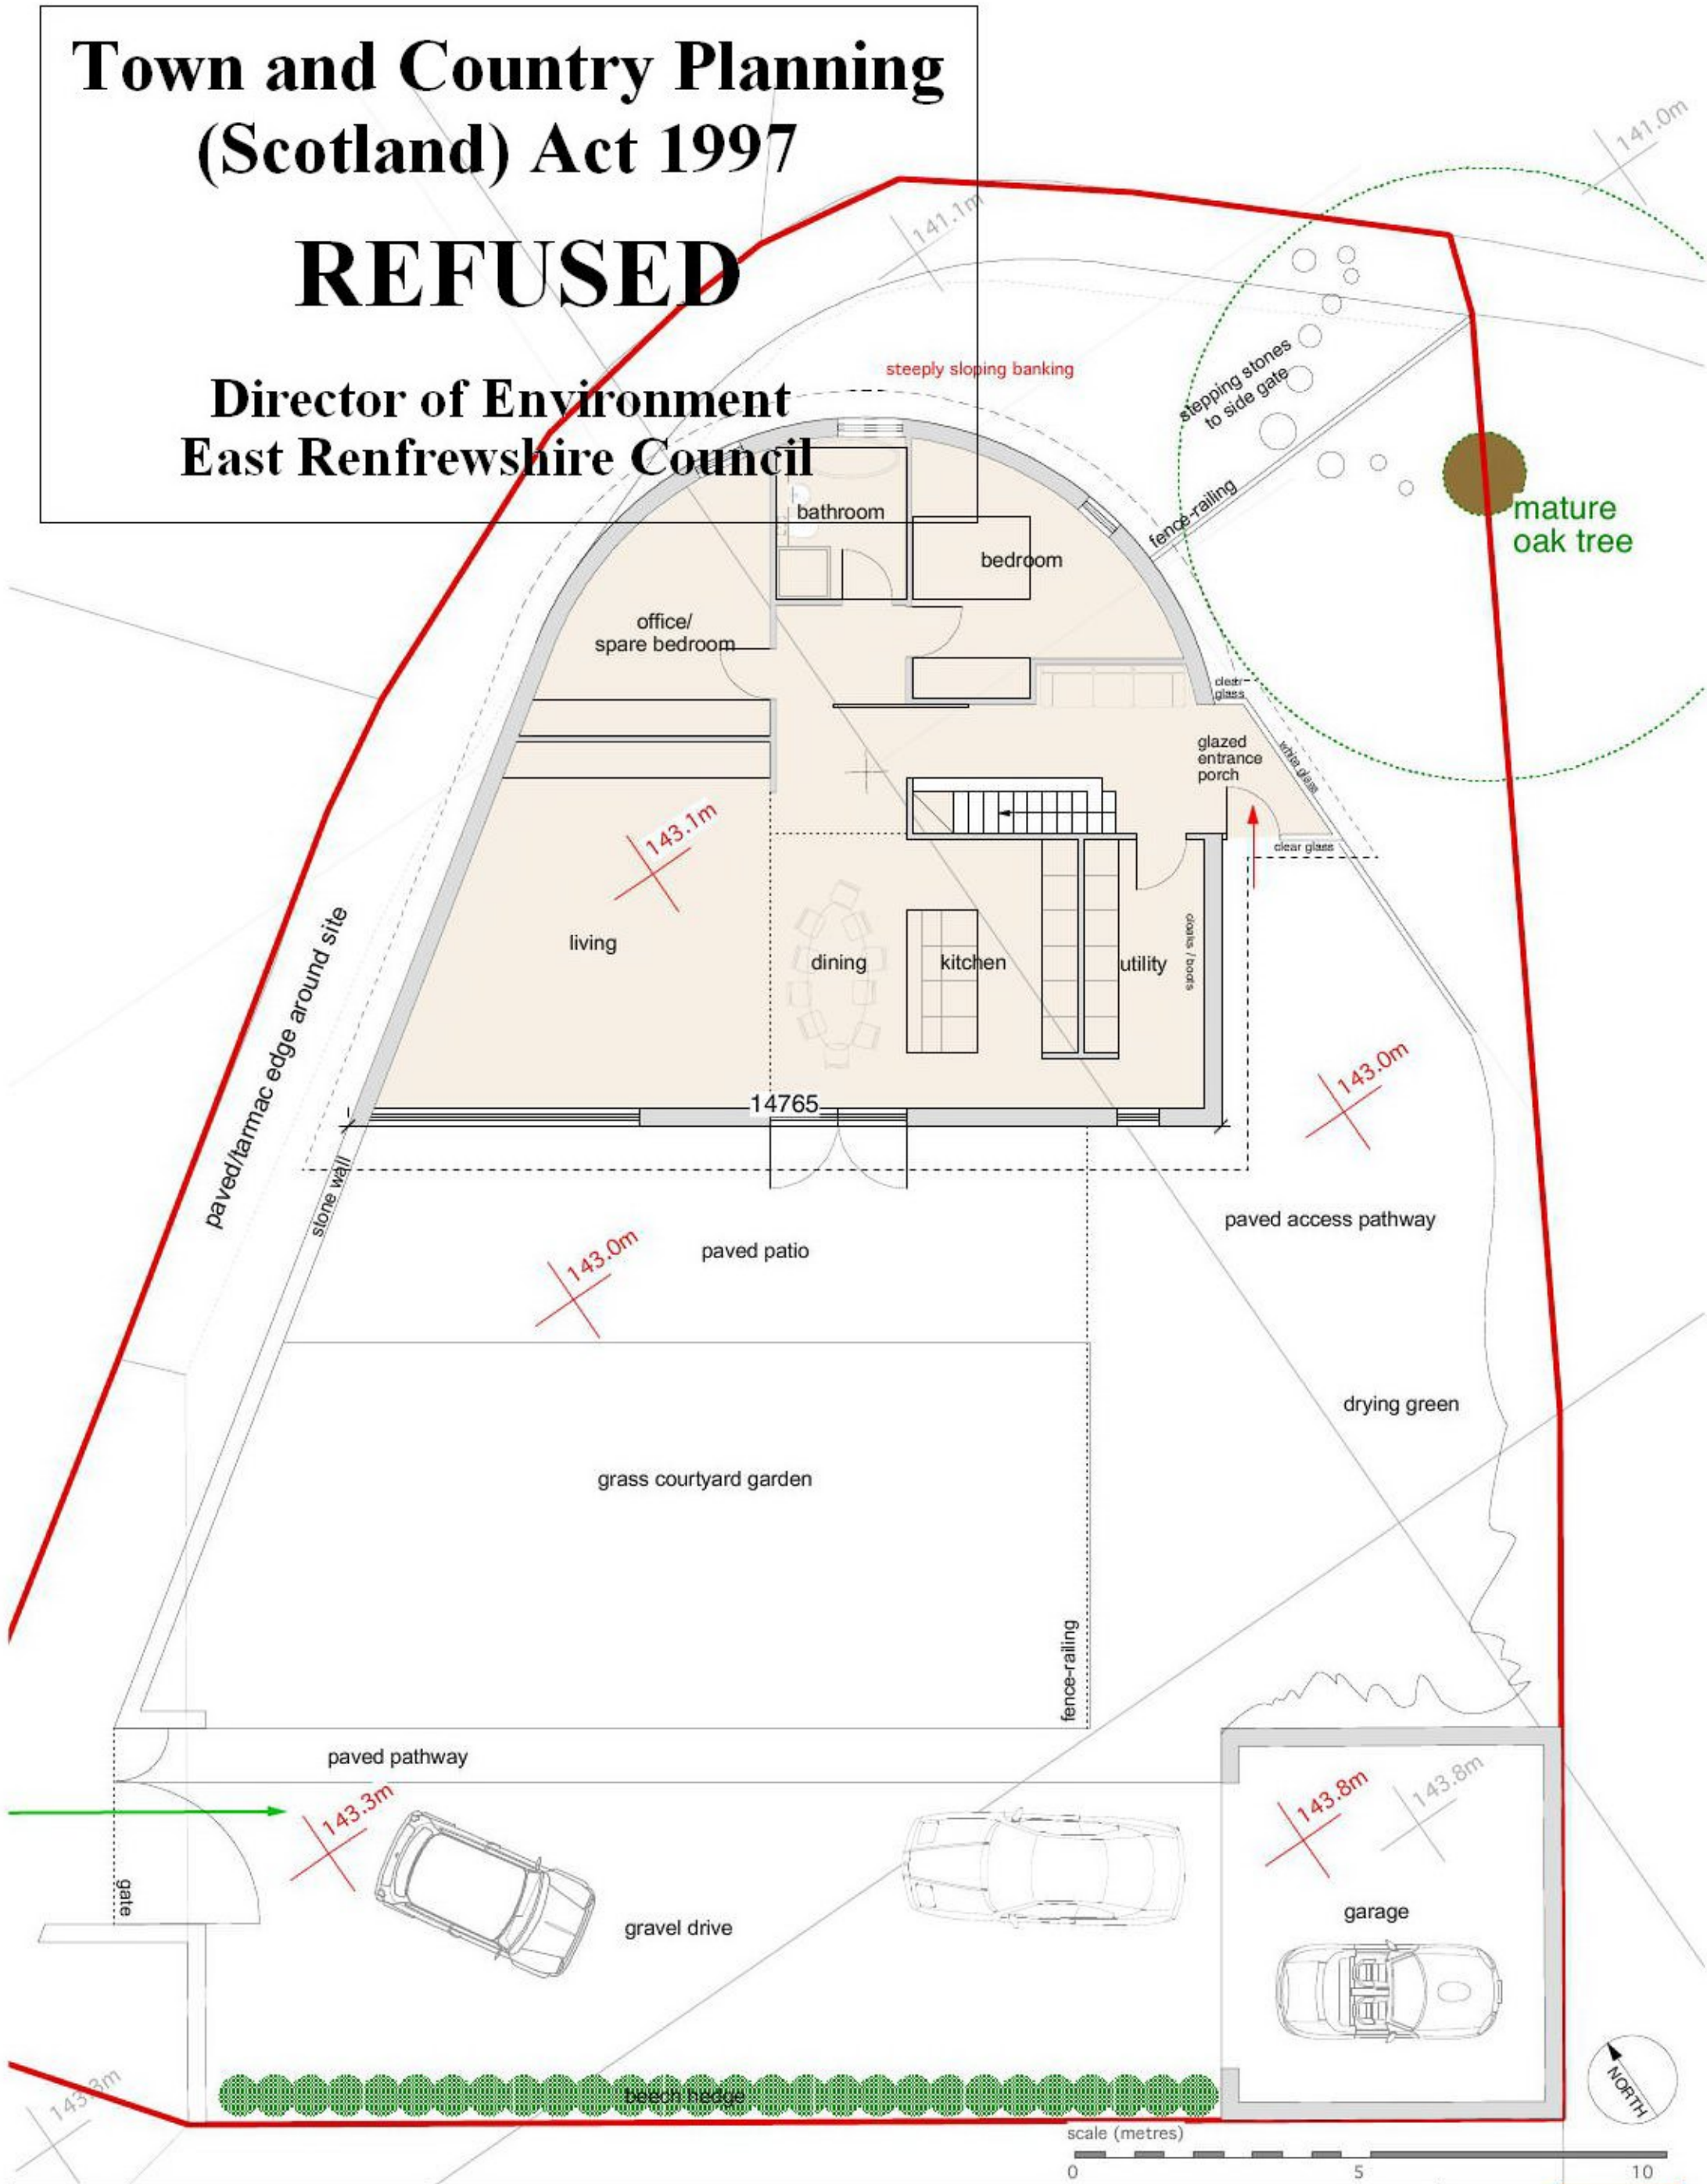 Town and Country Planning
(Scotland) Act 1997
REFUSED
Director of Environment
East Renfrewshire Council
141.0m
141.1m
steeply sloping banking
stepping stones
to side gate
fence-railing
mature
oak tree
bathroom
bedroom
office/
spare bedroom
clear
glass
glazed
entrance
porch
white glass
clear glass
143.1m
living
dining
kitchen
utility
cloaks / boots
paved/tarmac edge around site
stone wall
14765
143.0m
paved access pathway
143.0m
paved patio
drying green
grass courtyard garden
fence-railing
paved pathway
143.3m
143.8m
143.8m
gate
gravel drive
garage
beech hedge
143.3m
NORTH
scale (metres)
0
5
10